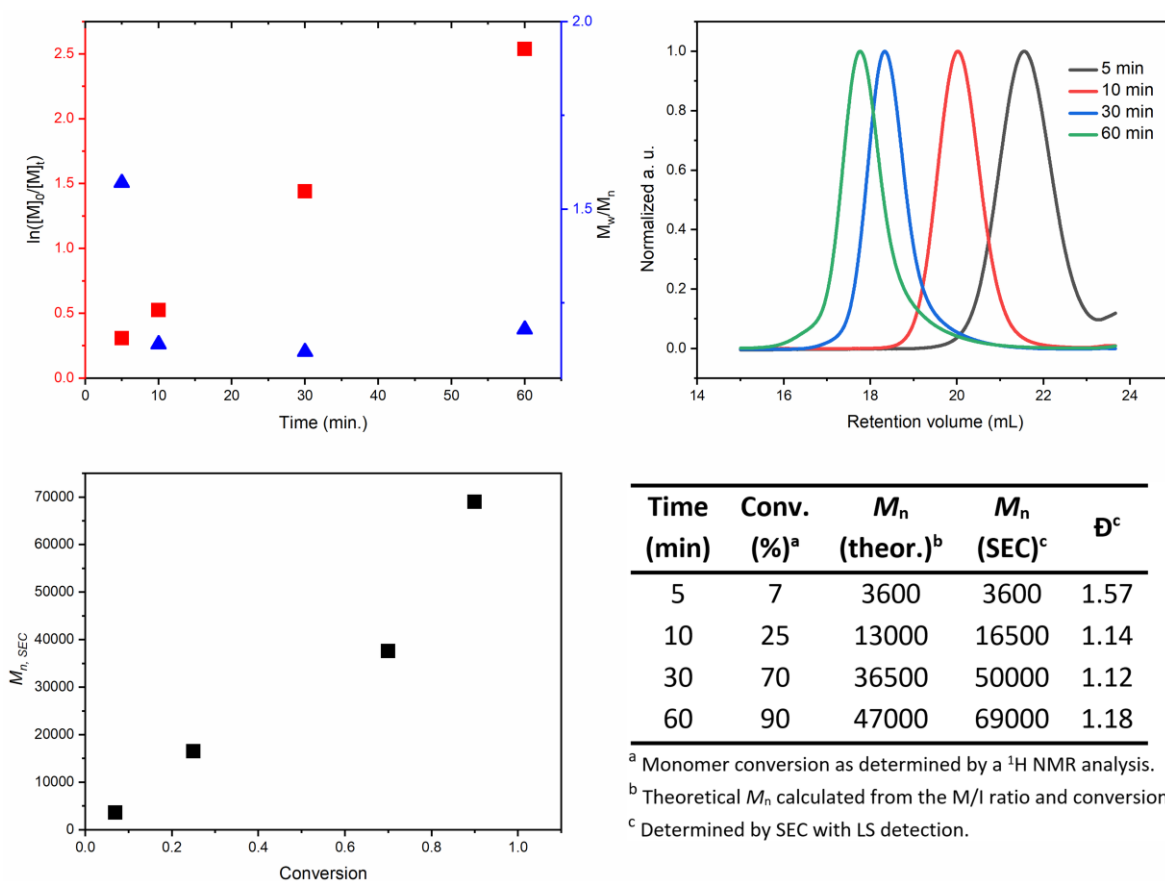 2.5
2.0
1.5
1.0
0.5
0.0
ln([M]₀/[M]ₜ)
2.0
1.5
Mw/Mn
0 10 20 30 40 50 60
Time (min.)
1.0
0.8
0.6
0.4
0.2
0.0
Normalized a. u.
5 min
10 min
30 min
60 min
14 16 18 20 22 24
Retention volume (mL)
70000
60000
50000
40000
30000
20000
10000
0
Mn, SEC
0.0 0.2 0.4 0.6 0.8 1.0
Conversion
Time Conv. Mn Mn Đᶜ
(min) (%)ᵃ (theor.)ᵇ (SEC)ᶜ
5 7 3600 3600 1.57
10 25 13000 16500 1.14
30 70 36500 50000 1.12
60 90 47000 69000 1.18
ᵃ Monomer conversion as determined by a ¹H NMR analysis.
ᵇ Theoretical Mn calculated from the M/I ratio and conversion
ᶜ Determined by SEC with LS detection.